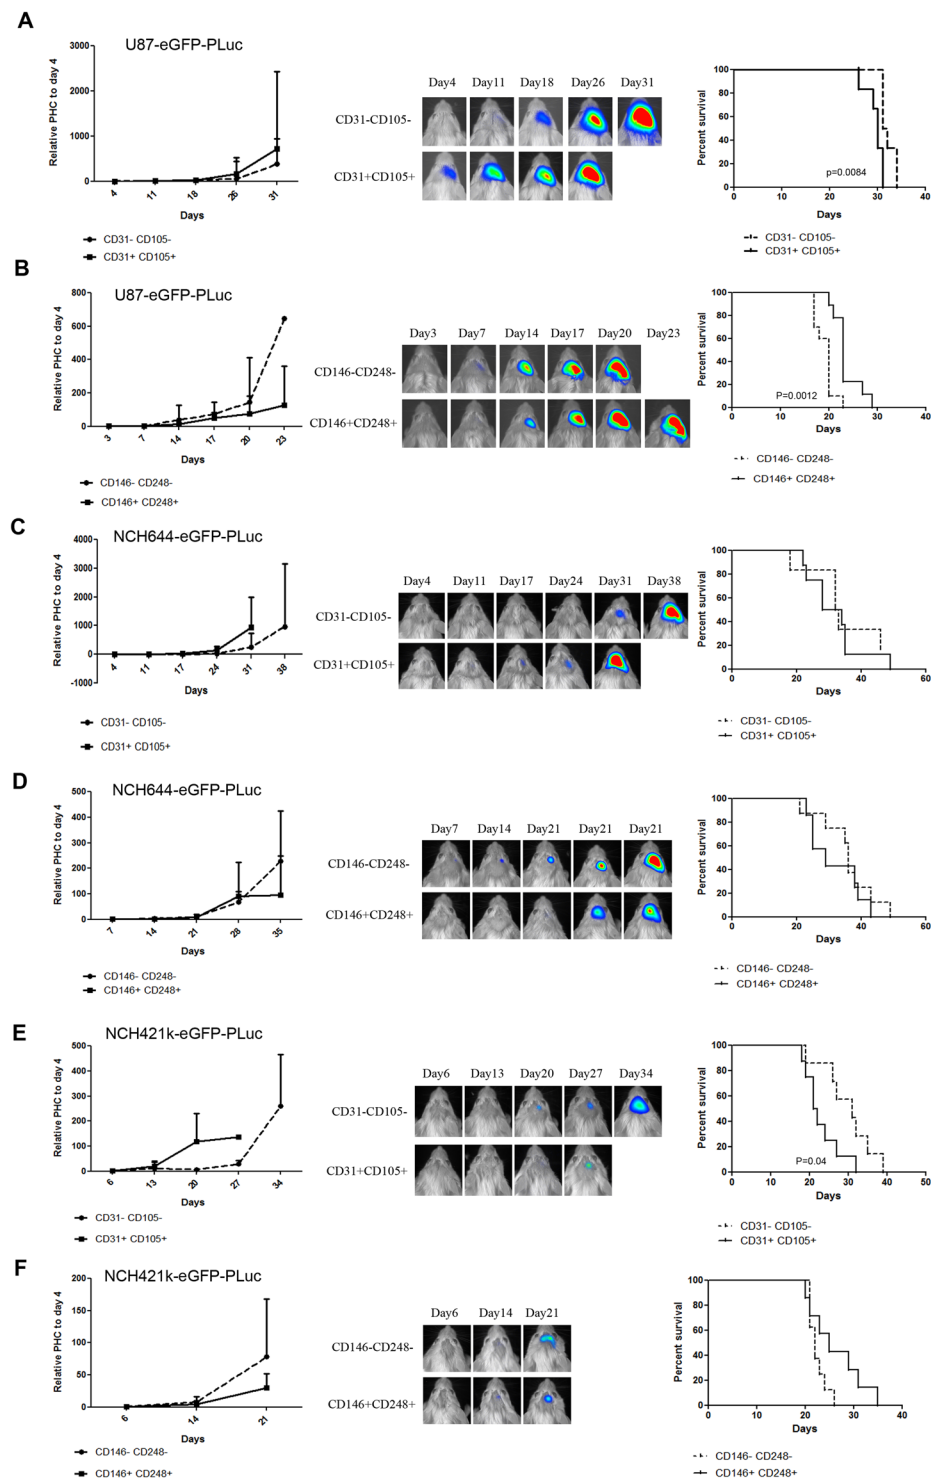 A
U87-eGFP-PLuc
Relative PHC to day 4
3000
2000
1000
0
4 11 18 26 31
Days
CD31- CD105-
CD31+ CD105+
Day4 Day11 Day18 Day26 Day31
CD31-CD105-
CD31+CD105+
Percent survival
100
80
60
40
20
0
p=0.0084
0 10 20 30 40
Days
CD31- CD105-
CD31+ CD105+
B
U87-eGFP-PLuc
Relative PHC to day 4
800
600
400
200
0
3 7 14 17 20 23
Days
CD146- CD248-
CD146+ CD248+
Day3 Day7 Day14 Day17 Day20 Day23
CD146-CD248-
CD146+CD248+
Percent survival
100
80
60
40
20
0
P=0.0012
0 10 20 30 40
Days
CD146- CD248-
CD146+ CD248+
C
NCH644-eGFP-PLuc
Relative PHC to day 4
4000
3000
2000
1000
0
-1000
4 11 17 24 31 38
Days
CD31- CD105-
CD31+ CD105+
Day4 Day11 Day17 Day24 Day31 Day38
CD31-CD105-
CD31+CD105+
Percent survival
100
80
60
40
20
0
0 20 40 60
Days
CD31- CD105-
CD31+ CD105+
D
NCH644-eGFP-PLuc
Relative PHC to day 4
500
400
300
200
100
0
7 14 21 28 35
Days
CD146- CD248-
CD146+ CD248+
Day7 Day14 Day21 Day21 Day21
CD146-CD248-
CD146+CD248+
Percent survival
100
80
60
40
20
0
0 20 40 60
Days
CD146- CD248-
CD146+ CD248+
E
NCH421k-eGFP-PLuc
Relative PHC to day 4
500
400
300
200
100
0
6 13 20 27 34
Days
CD31- CD105-
CD31+ CD105+
Day6 Day13 Day20 Day27 Day34
CD31-CD105-
CD31+CD105+
Percent survival
100
80
60
40
20
0
P=0.04
0 10 20 30 40 50
Days
CD31- CD105-
CD31+ CD105+
F
NCH421k-eGFP-PLuc
Relative PHC to day 4
200
150
100
50
0
6 14 21
Days
CD146- CD248-
CD146+ CD248+
Day6 Day14 Day21
CD146-CD248-
CD146+CD248+
Percent survival
100
80
60
40
20
0
0 10 20 30 40
Days
CD146- CD248-
CD146+ CD248+